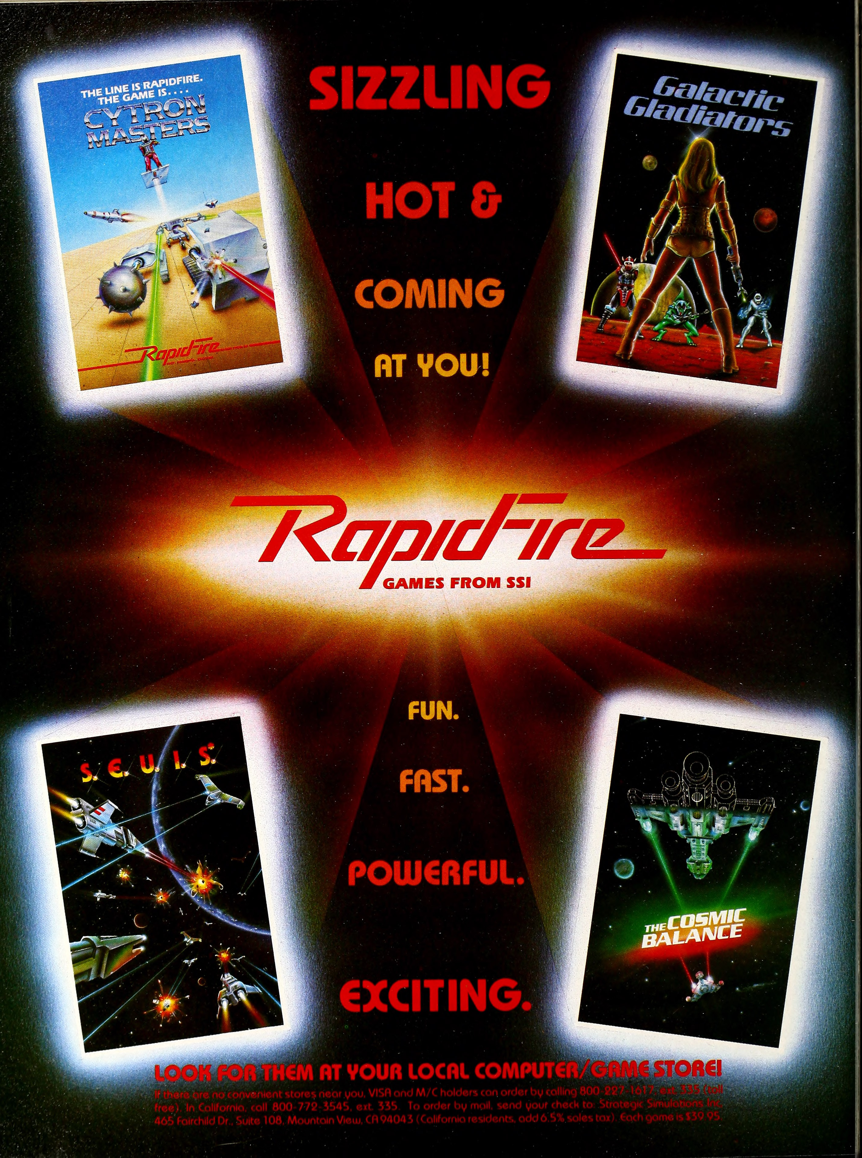 THE LINE IS RAPIDFIRE.
THE GAME IS....
CYTRON
MASTERS
RapidFire
SIZZLING
HOT &
COMING
AT YOU!
Galactic
Gladiators
RapidFire
GAMES FROM SSI
S.E.U.I.S.
FUN.
FAST.
POWERFUL.
EXCITING.
THE COSMIC
BALANCE
LOOK FOR THEM AT YOUR LOCAL COMPUTER/GAME STORE!
If there are no convenient stores near you, VISA and M/C holders can order by calling 800-227-1617, ext. 335 (toll
free). In California, call 800-772-3545, ext. 335. To order by mail, send your check to: Strategic Simulations Inc,
465 Fairchild Dr., Suite 108, Mountain View, CA 94043 (California residents, add 6.5% sales tax). Each game is $39.95.